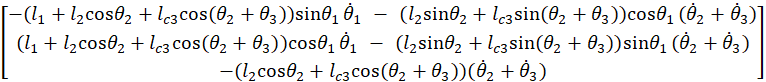 −(l₁ + l₂cosθ₂ + l_c3cos(θ₂ + θ₃))sinθ₁ θ̇₁ − (l₂sinθ₂ + l_c3sin(θ₂ + θ₃))cosθ₁ (θ̇₂ + θ̇₃)
(l₁ + l₂cosθ₂ + l_c3cos(θ₂ + θ₃))cosθ₁ θ̇₁ − (l₂sinθ₂ + l_c3sin(θ₂ + θ₃))sinθ₁ (θ̇₂ + θ̇₃)
−(l₂cosθ₂ + l_c3cos(θ₂ + θ₃))(θ̇₂ + θ̇₃)